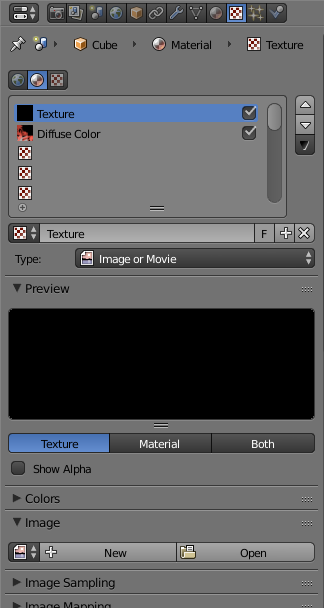 Cube Material Texture
Texture
Diffuse Color
Texture F
Type: Image or Movie
Preview
Texture Material Both
Show Alpha
Colors
Image
New Open
Image Sampling
Image Mapping